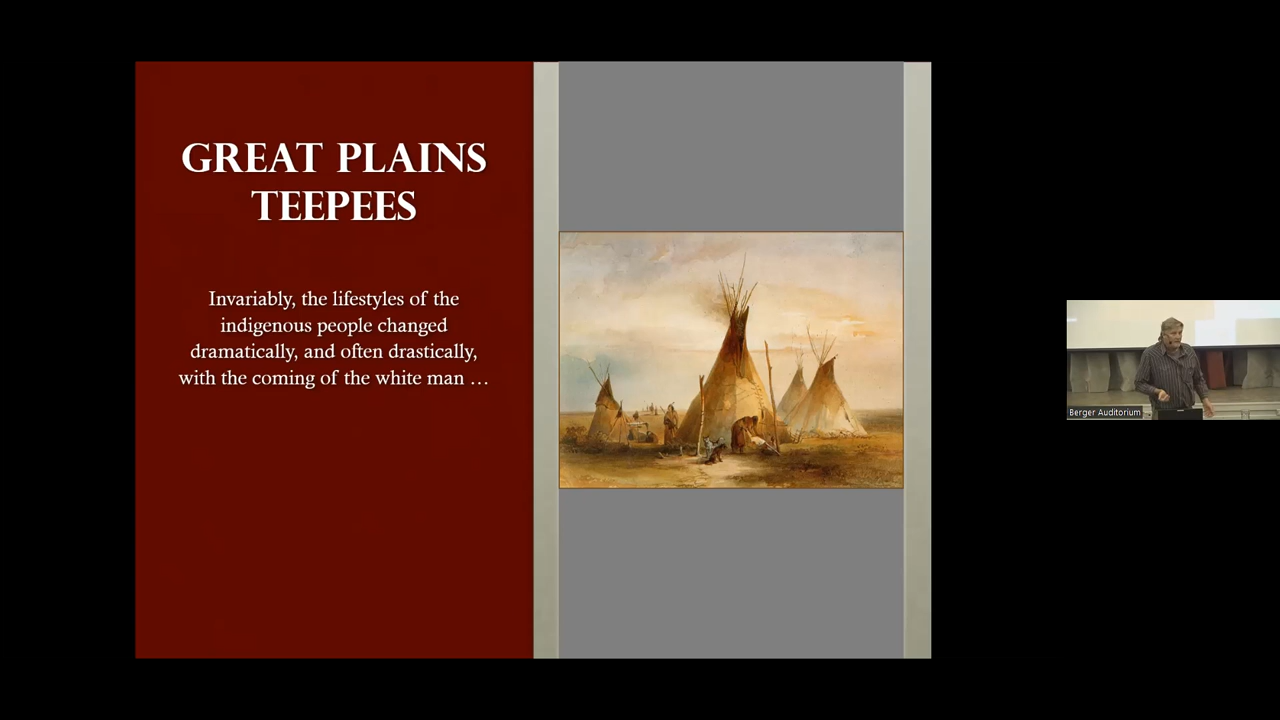 GREAT PLAINS
TEEPEES
Invariably, the lifestyles of the
indigenous people changed
dramatically, and often drastically,
with the coming of the white man …
Berger Auditorium